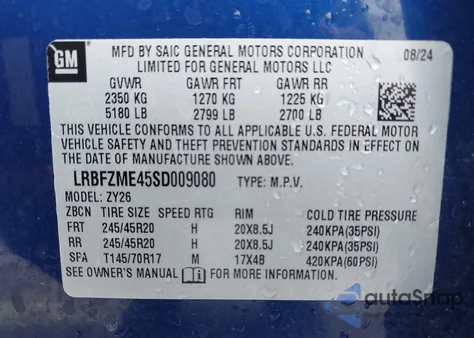 GM
MFD BY SAIC GENERAL MOTORS CORPORATION 08/24
LIMITED FOR GENERAL MOTORS LLC
GVWR GAWR FRT GAWR RR
2350 KG 1270 KG 1225 KG
5180 LB 2799 LB 2700 LB
THIS VEHICLE CONFORMS TO ALL APPLICABLE U.S. FEDERAL MOTOR
VEHICLE SAFETY AND THEFT PREVENTION STANDARDS IN EFFECT ON
THE DATE OF MANUFACTURE SHOWN ABOVE.
LRBFZME45SD009080 TYPE: M.P.V.
MODEL: ZY26
ZBCN TIRE SIZE SPEED RTG RIM COLD TIRE PRESSURE
FRT 245/45R20 H 20X8.5J 240KPA(35PSI)
RR 245/45R20 H 20X8.5J 240KPA(35PSI)
SPA T145/70R17 M 17X4B 420KPA(60PSI)
SEE OWNER'S MANUAL FOR MORE INFORMATION.
autoSnap